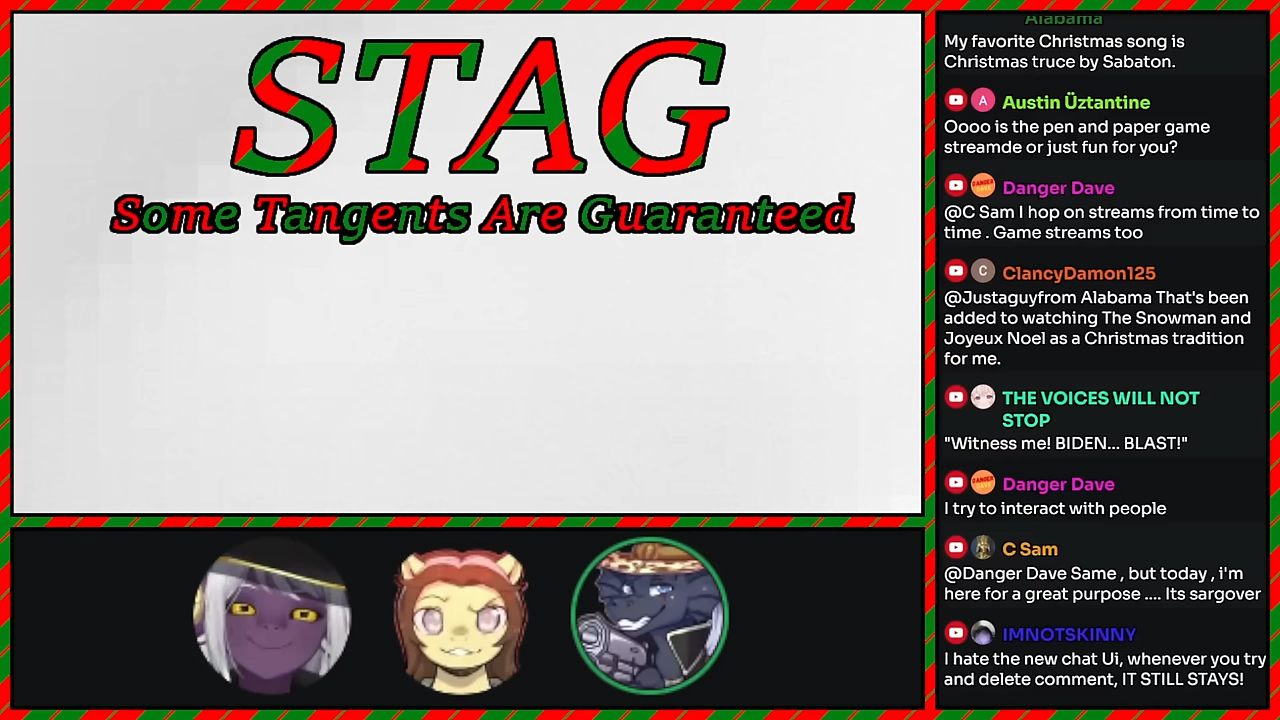 STAG
Some Tangents Are Guaranteed
Alabama
My favorite Christmas song is
Christmas truce by Sabaton.
A
Austin Üztantine
Oooo is the pen and paper game
streamde or just fun for you?
DANGER
DAVE
Danger Dave
@C Sam I hop on streams from time to
time . Game streams too
C
ClancyDamon125
@Justaguyfrom Alabama That's been
added to watching The Snowman and
Joyeux Noel as a Christmas tradition
for me.
THE VOICES WILL NOT
STOP
"Witness me! BIDEN... BLAST!"
DANGER
DAVE
Danger Dave
I try to interact with people
C Sam
@Danger Dave Same , but today , i'm
here for a great purpose .... Its sargover
IMNOTSKINNY
I hate the new chat Ui, whenever you try
and delete comment, IT STILL STAYS!